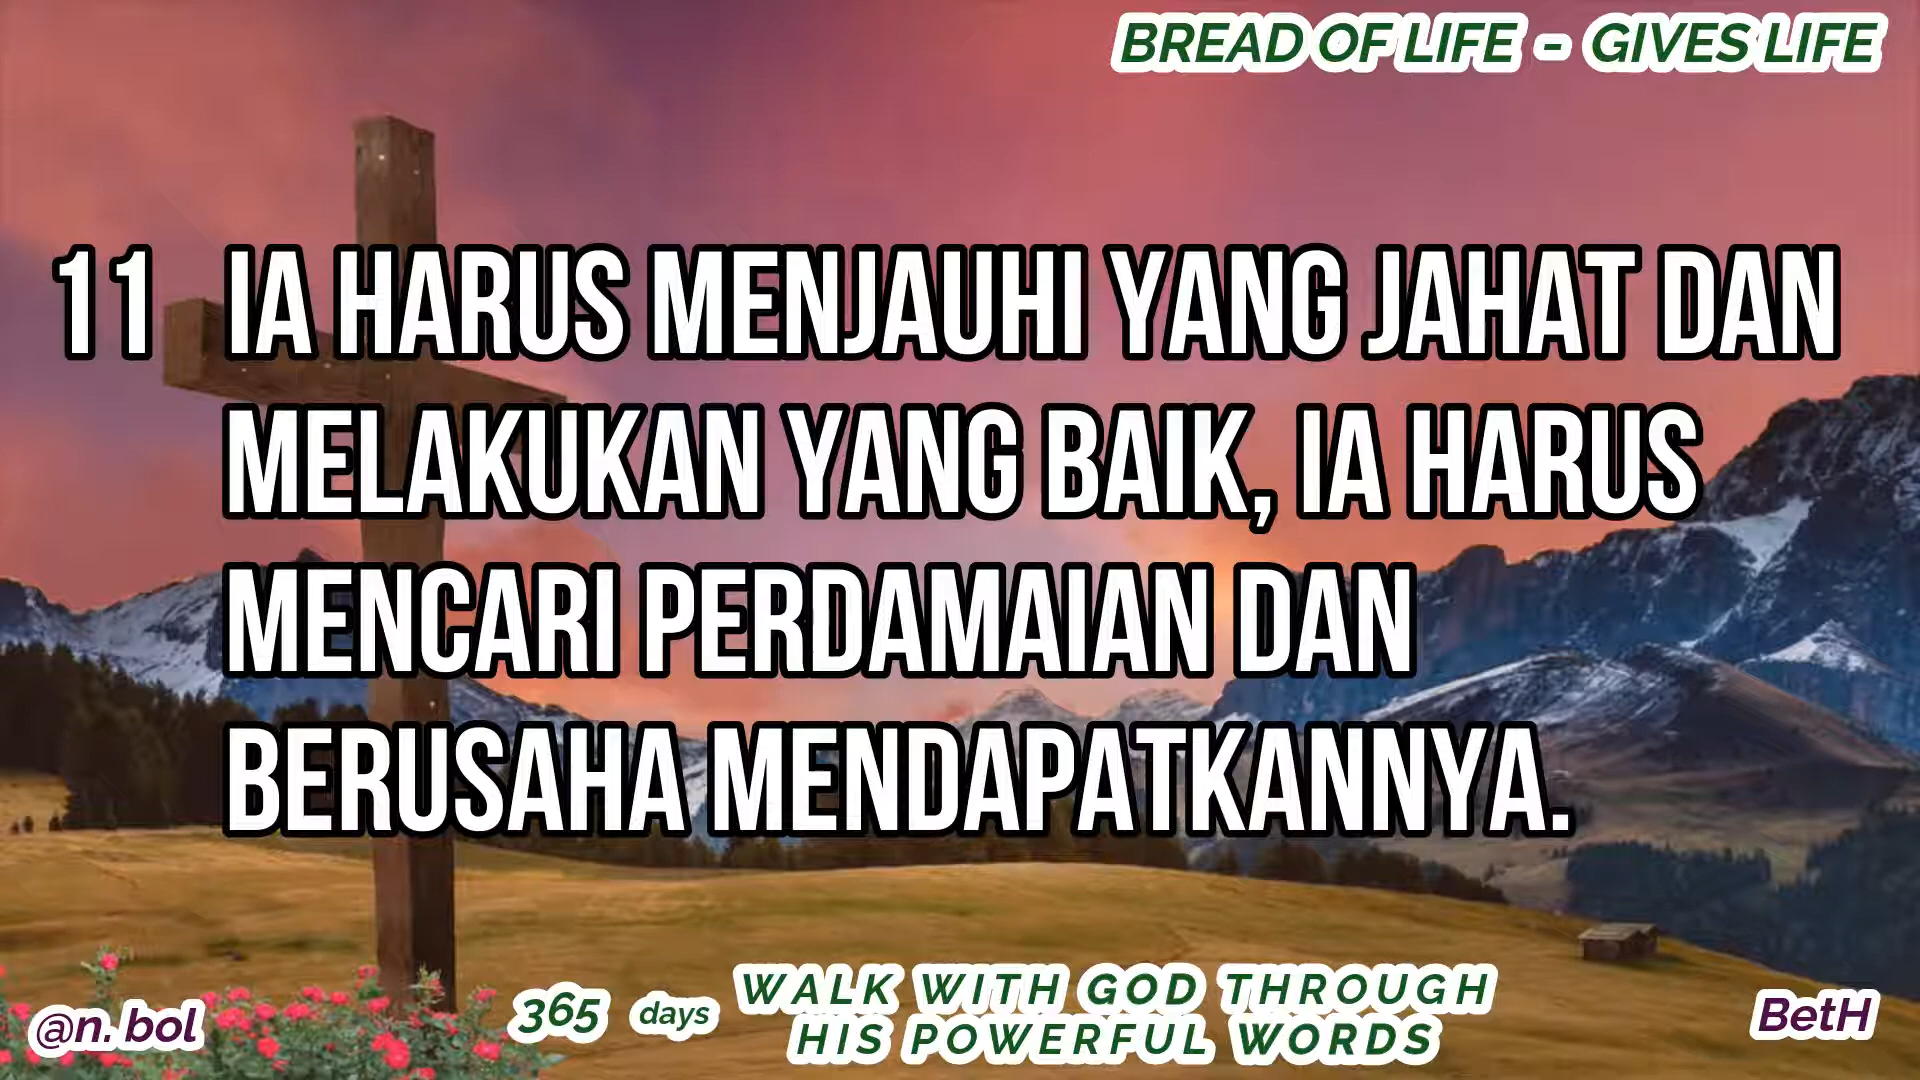 BREAD OF LIFE - GIVES LIFE
11 IA HARUS MENJAUHI YANG JAHAT DAN
MELAKUKAN YANG BAIK, IA HARUS
MENCARI PERDAMAIAN DAN
BERUSAHA MENDAPATKANNYA.
@n. bol
365 days
WALK WITH GOD THROUGH
HIS POWERFUL WORDS
BetH